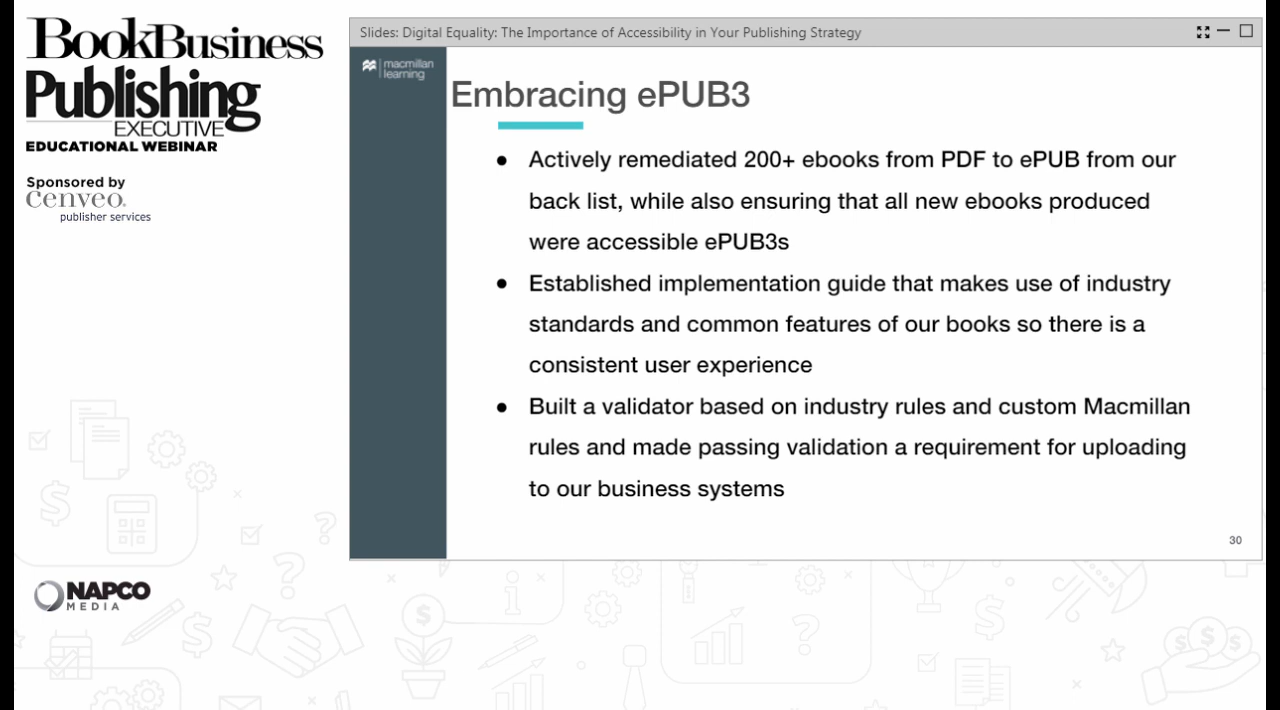 BookBusiness
Publishing
EXECUTIVE
EDUCATIONAL WEBINAR
Sponsored by
cenveo.
publisher services
Slides: Digital Equality: The Importance of Accessibility in Your Publishing Strategy
macmillan
learning
Embracing ePUB3
● Actively remediated 200+ ebooks from PDF to ePUB from our
back list, while also ensuring that all new ebooks produced
were accessible ePUB3s
● Established implementation guide that makes use of industry
standards and common features of our books so there is a
consistent user experience
● Built a validator based on industry rules and custom Macmillan
rules and made passing validation a requirement for uploading
to our business systems
30
NAPCO
MEDIA